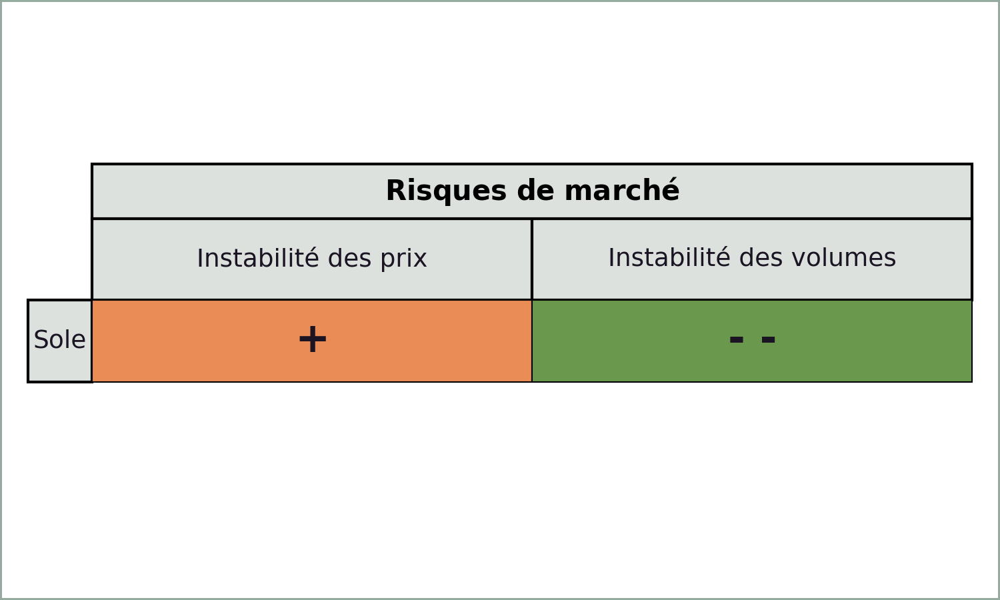 Risques de marché
Instabilité des prix
Instabilité des volumes
Sole
+
- -